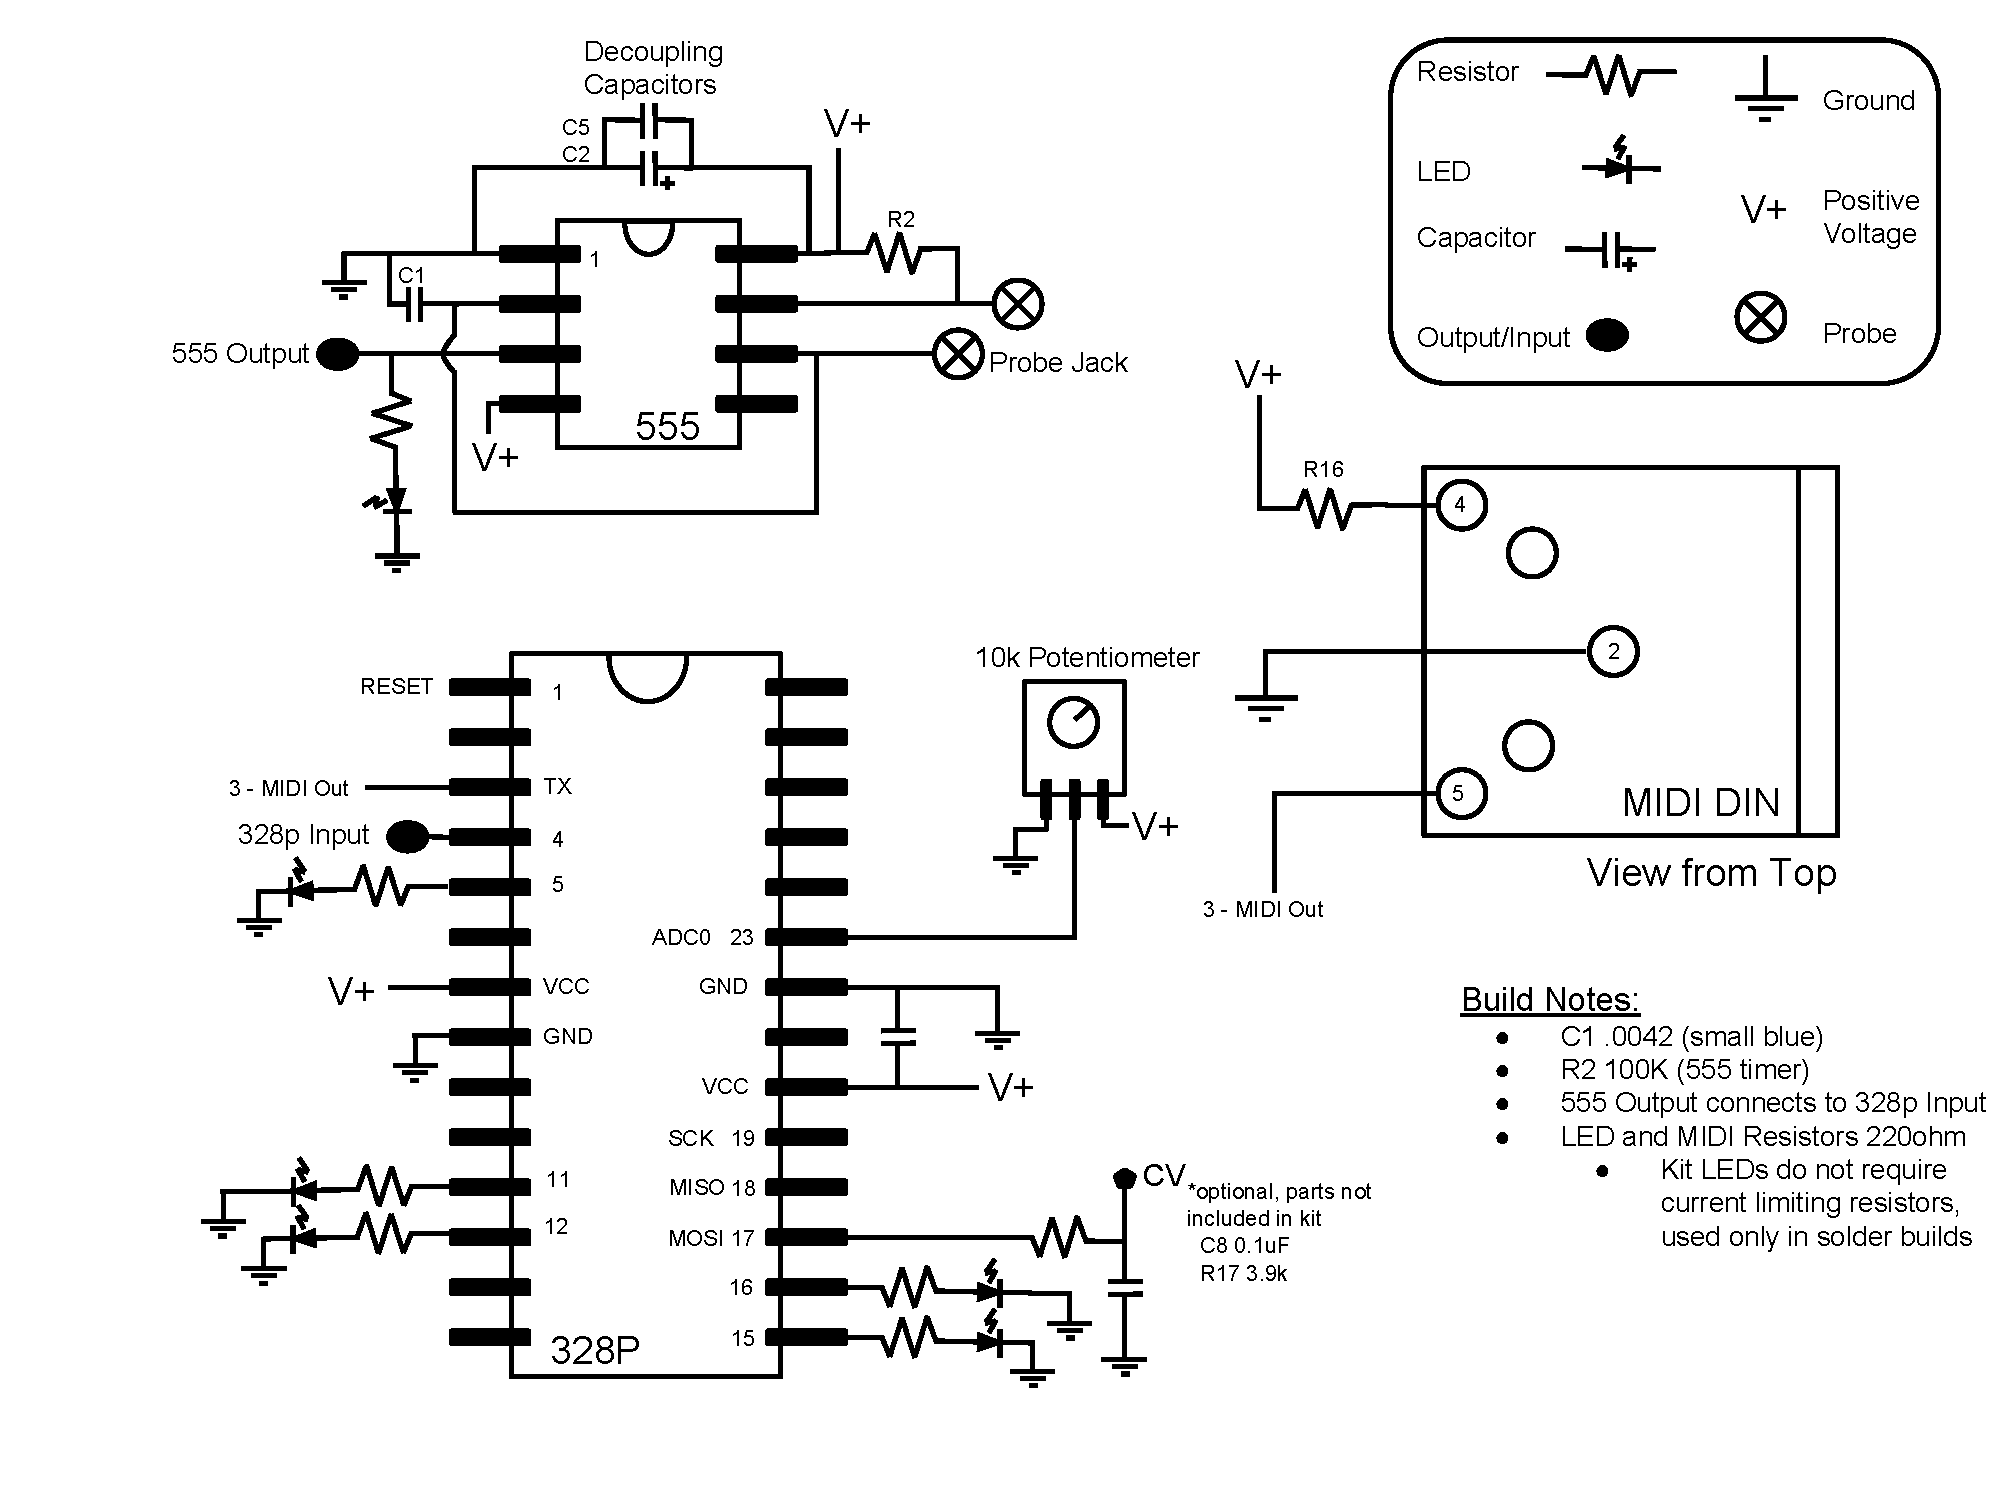 Decoupling
Capacitors
C5
C2
V+
R2
1
C1
555 Output
Probe Jack
555
V+
Resistor
Ground
LED
V+
Positive
Voltage
Capacitor
Output/Input
Probe
V+
R16
4
2
5
MIDI DIN
View from Top
3 - MIDI Out
10k Potentiometer
V+
RESET
1
3 - MIDI Out
TX
328p Input
4
5
ADC0 23
V+
VCC
GND
GND
VCC
V+
SCK 19
11
MISO 18
12
MOSI 17
16
15
328P
CV
*optional, parts not
included in kit
C8 0.1uF
R17 3.9k
Build Notes:
● C1 .0042 (small blue)
● R2 100K (555 timer)
● 555 Output connects to 328p Input
● LED and MIDI Resistors 220ohm
● Kit LEDs do not require
current limiting resistors,
used only in solder builds